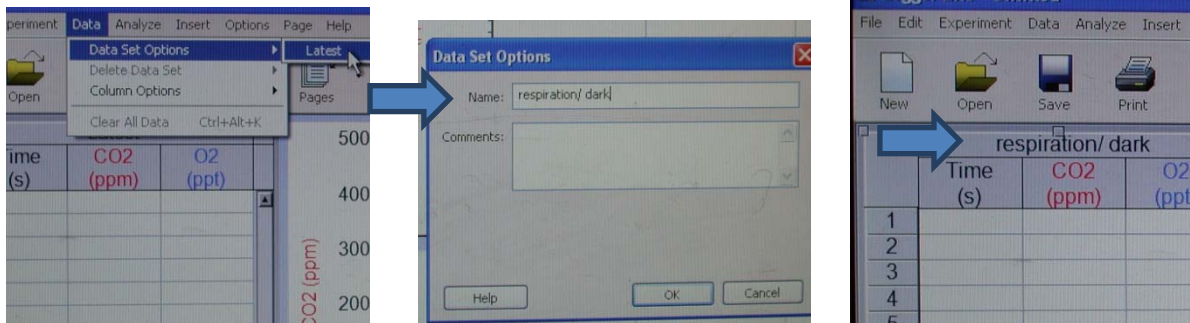 periment Data Analyze Insert Options Page Help
Data Set Options
Latest
Delete Data Set
Column Options
Clear All Data Ctrl+Alt+K
Open
Pages
ime
(s)
CO2
(ppm)
O2
(ppt)
500
400
300
200
CO2 (ppm)
Data Set Options
Name: respiration/ dark
Comments:
Help OK Cancel
File Edit Experiment Data Analyze Insert
New Open Save Print
respiration/ dark
Time
(s)
CO2
(ppm)
O2
(ppt
1
2
3
4
5